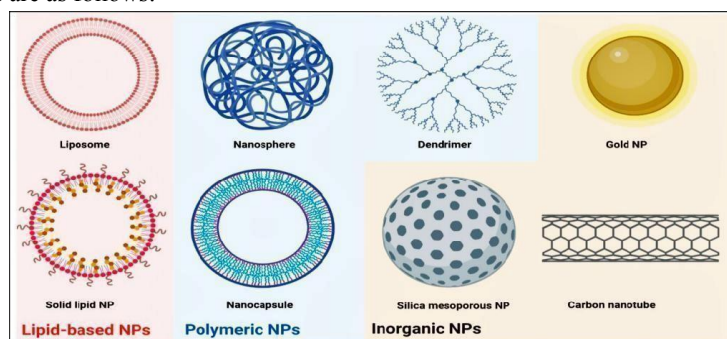 are as follows:
Liposome
Nanosphere
Dendrimer
Gold NP
Solid lipid NP
Nanocapsule
Silica mesoporous NP
Carbon nanotube
Lipid-based NPs
Polymeric NPs
Inorganic NPs